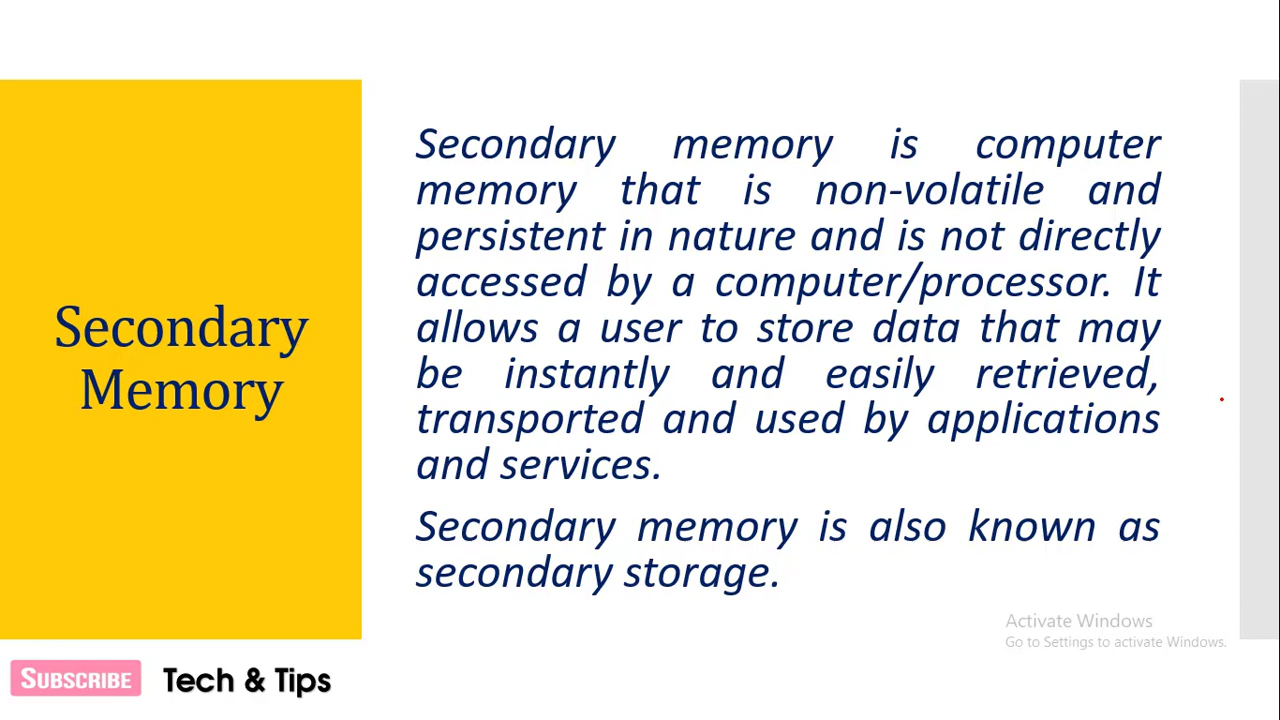 Secondary
Memory
Secondary memory is computer
memory that is non-volatile and
persistent in nature and is not directly
accessed by a computer/processor. It
allows a user to store data that may
be instantly and easily retrieved,
transported and used by applications
and services.
Secondary memory is also known as
secondary storage.
Activate Windows
Go to Settings to activate Windows.
SUBSCRIBE
Tech & Tips